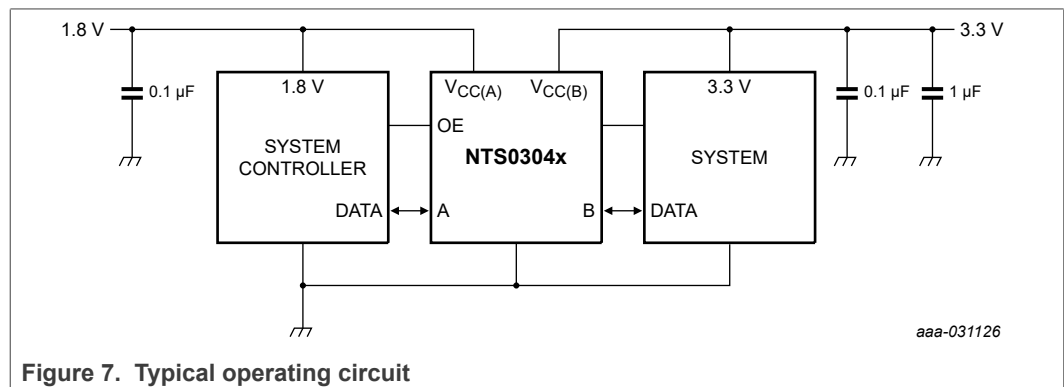 1.8 V
3.3 V
0.1 µF
1.8 V
VCC(A)
VCC(B)
3.3 V
0.1 µF
1 µF
OE
SYSTEM
CONTROLLER
NTS0304x
SYSTEM
DATA
A
B
DATA
aaa-031126
Figure 7. Typical operating circuit